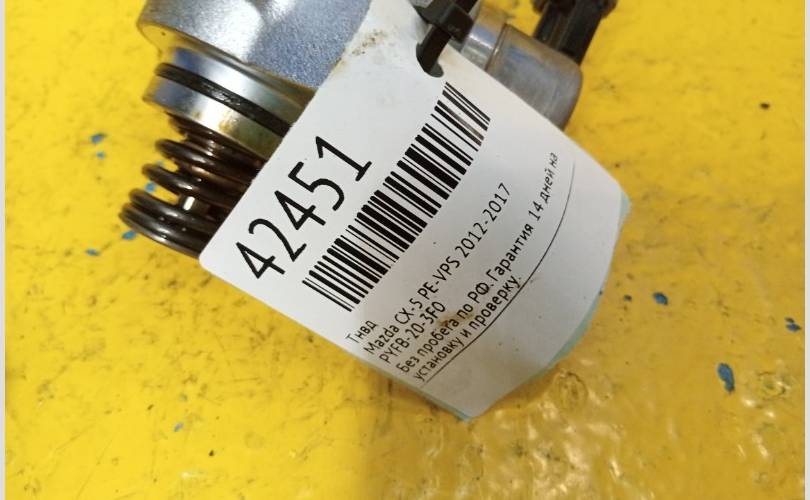 42451
Тнвд
Mazda CX-5 PE-VPS 2012-2017
PYFB-20-3F0
Без пробега по РФ. Гарантия 14 дней на
установку и проверку.